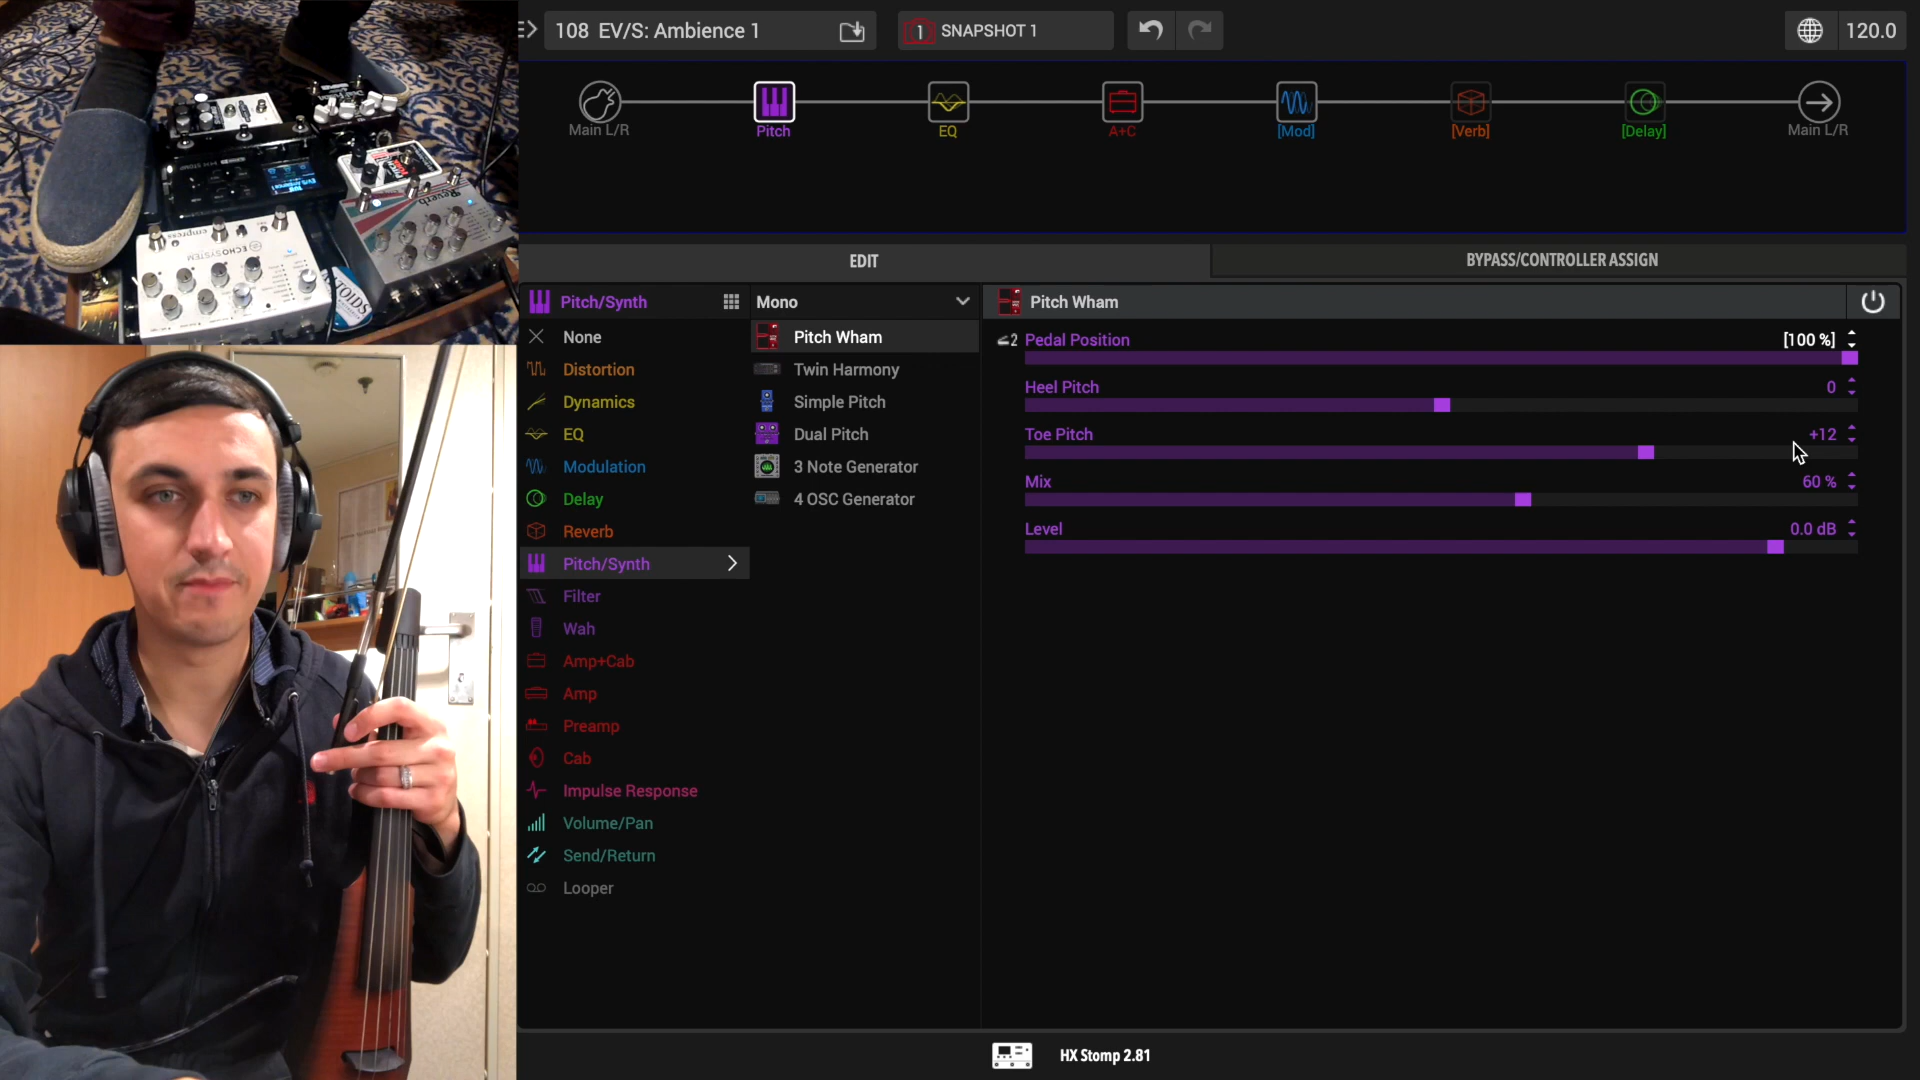 108 EV/S: Ambience 1
1 SNAPSHOT 1
120.0
Main L/R
Pitch
EQ
A+C
[Mod]
[Verb]
[Delay]
Main L/R
EDIT
BYPASS/CONTROLLER ASSIGN
Pitch/Synth
Mono
Pitch Wham
None
Distortion
Dynamics
EQ
Modulation
Delay
Reverb
Pitch/Synth
Filter
Wah
Amp+Cab
Amp
Preamp
Cab
Impulse Response
Volume/Pan
Send/Return
Looper
Pitch Wham
Twin Harmony
Simple Pitch
Dual Pitch
3 Note Generator
4 OSC Generator
2 Pedal Position [100 %]
Heel Pitch 0
Toe Pitch +12
Mix 60 %
Level 0.0 dB
HX Stomp 2.81
Reverb
empress
ECHOSYSTEM